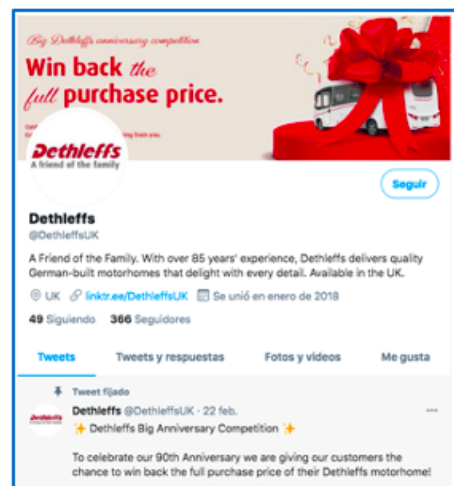 Big Dethleffs anniversary competition
Win back the
full purchase price.
ing from you.
Dethleffs
A friend of the family
Seguir
Dethleffs
@DethleffsUK
A Friend of the Family. With over 85 years' experience, Dethleffs delivers quality
German-built motorhomes that delight with every detail. Available in the UK.
UK linktr.ee/DethleffsUK Se unió en enero de 2018
49 Siguiendo 366 Seguidores
Tweets Tweets y respuestas Fotos y vídeos Me gusta
Tweet fijado
Dethleffs @DethleffsUK · 22 feb. ···
✨ Dethleffs Big Anniversary Competition ✨
To celebrate our 90th Anniversary we are giving our customers the
chance to win back the full purchase price of their Dethleffs motorhome!